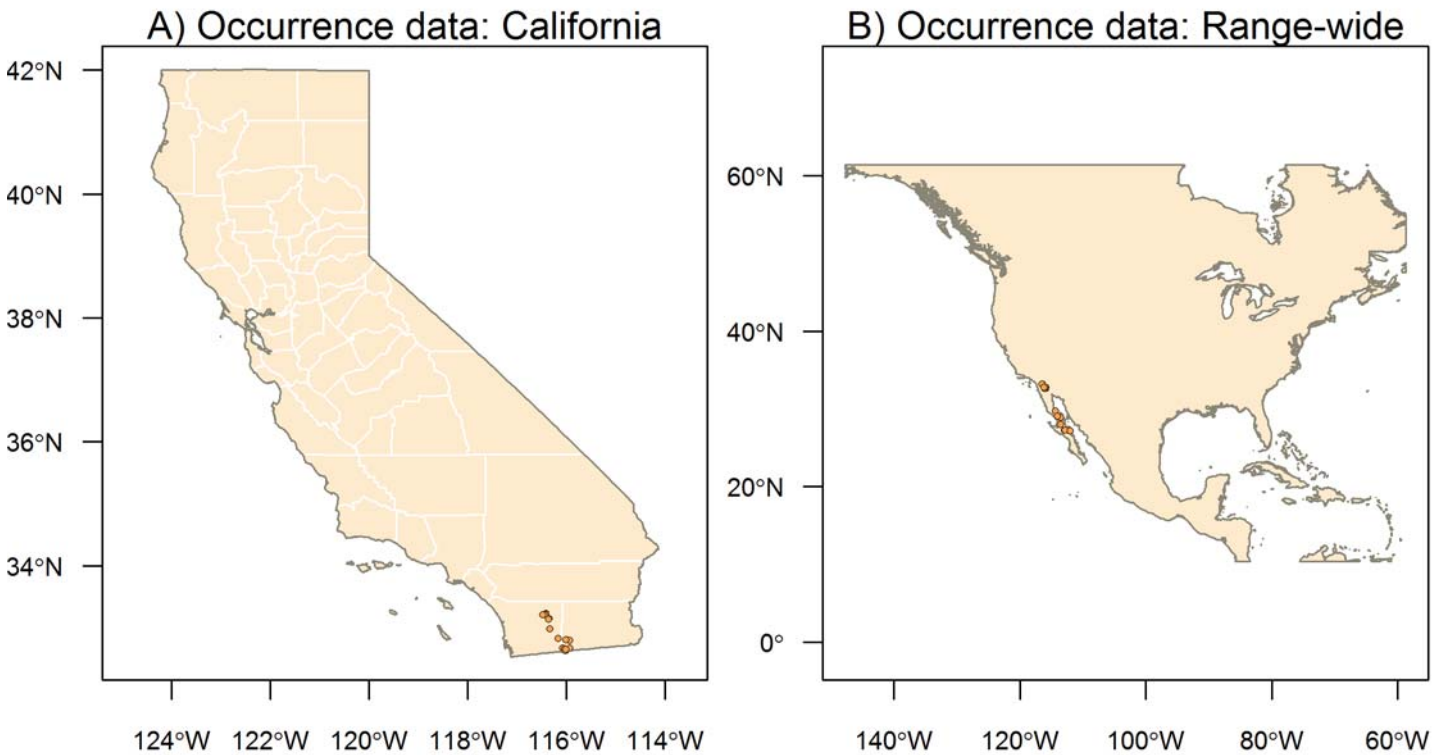 A) Occurrence data: California
42°N
40°N
38°N
36°N
34°N
124°W 122°W 120°W 118°W 116°W 114°W
B) Occurrence data: Range-wide
60°N
40°N
20°N
0°
140°W 120°W 100°W 80°W 60°W